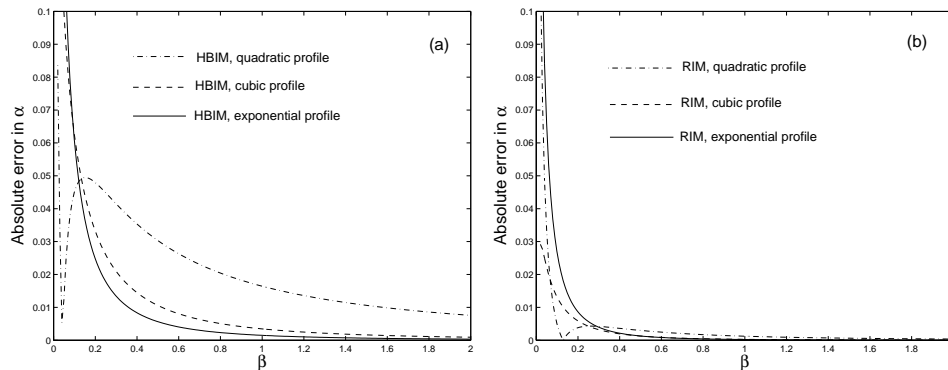 (a)
HBIM, quadratic profile
HBIM, cubic profile
HBIM, exponential profile
Absolute error in α
0.1
0.09
0.08
0.07
0.06
0.05
0.04
0.03
0.02
0.01
0
0 0.2 0.4 0.6 0.8 1 1.2 1.4 1.6 1.8 2
β
(b)
RIM, quadratic profile
RIM, cubic profile
RIM, exponential profile
Absolute error in α
0.1
0.09
0.08
0.07
0.06
0.05
0.04
0.03
0.02
0.01
0
0 0.2 0.4 0.6 0.8 1 1.2 1.4 1.6 1.8
β